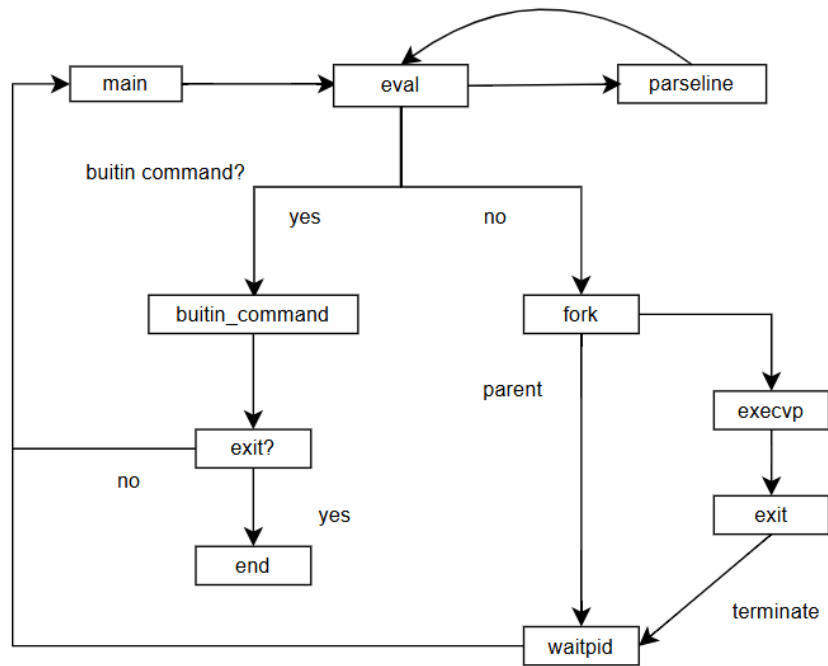 main
eval
parseline
buitin command?
yes
no
buitin_command
fork
parent
execvp
exit?
no
yes
exit
end
terminate
waitpid